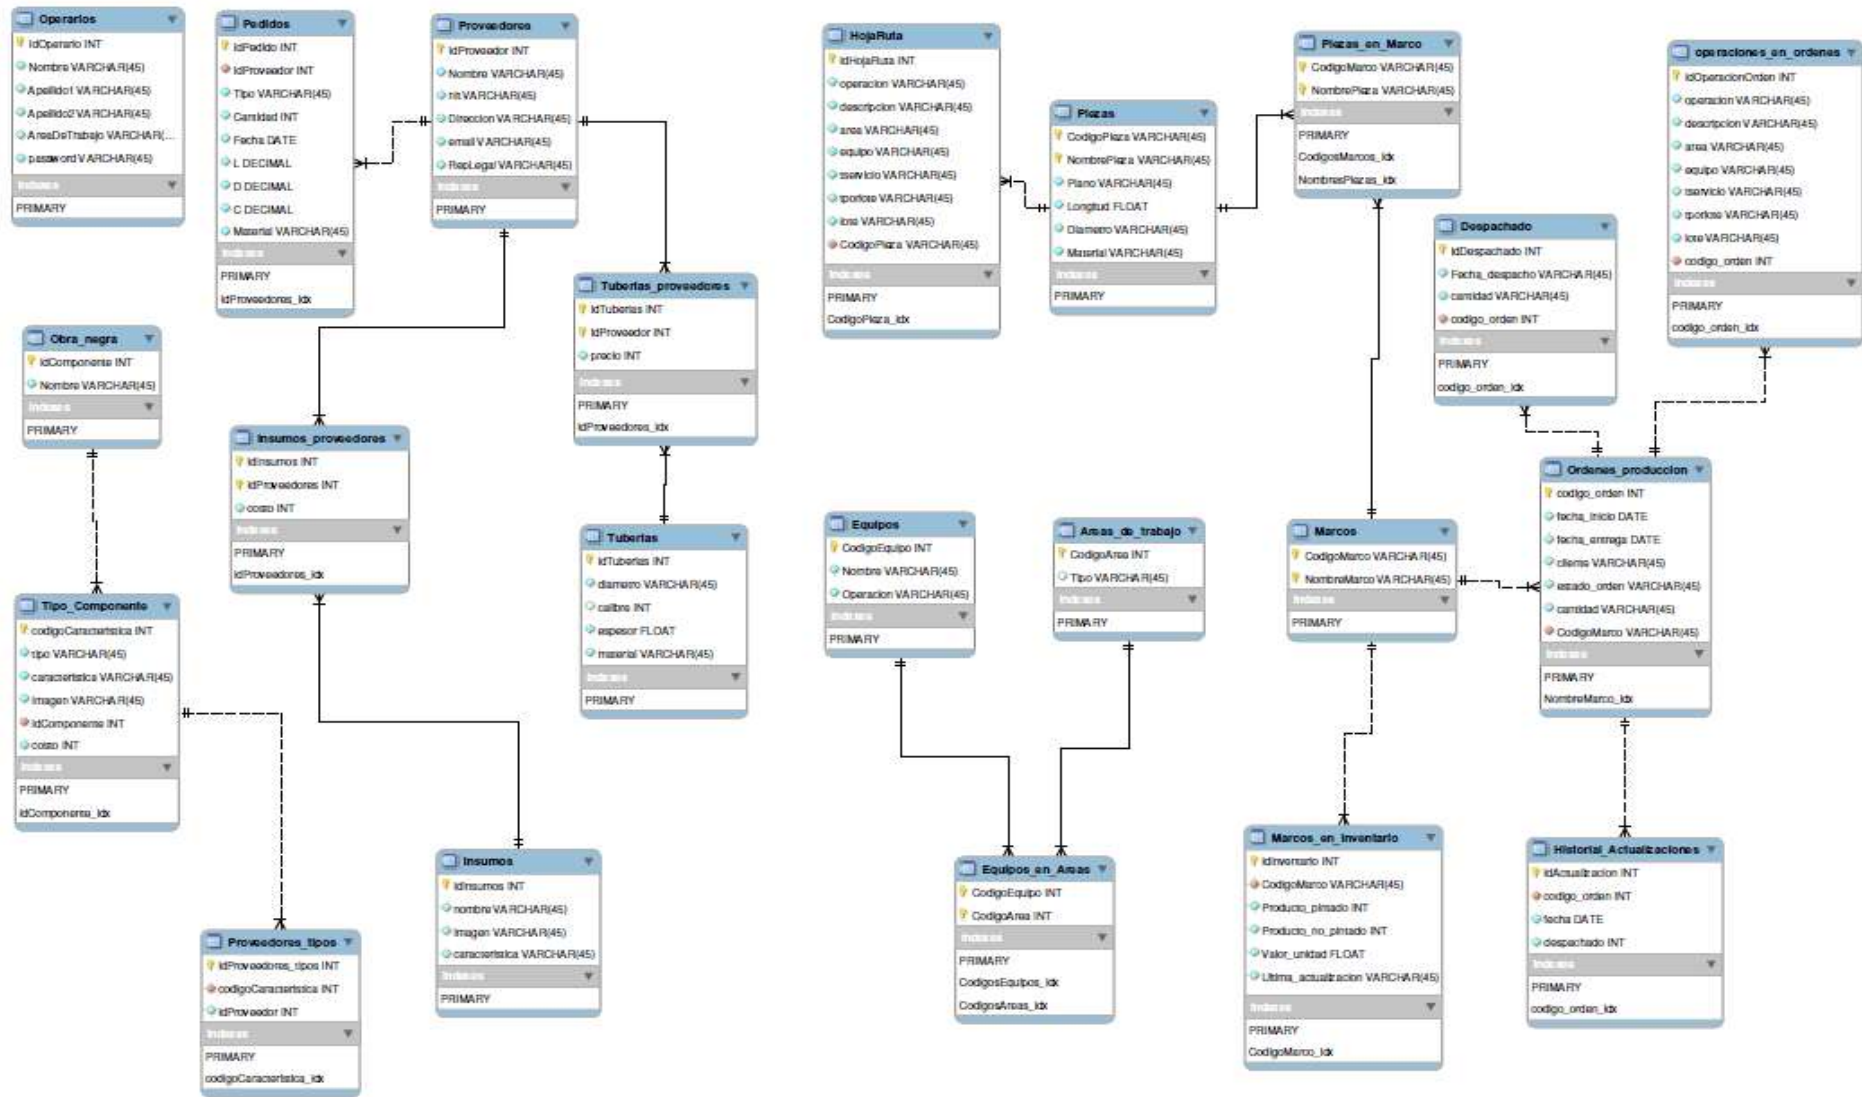 Operarios
idOperario INT
Nombre VARCHAR(45)
Apellido1 VARCHAR(45)
Apellido2 VARCHAR(45)
AreaDeTrabajo VARCHAR(...
password VARCHAR(45)
Indexes
PRIMARY
Pedidos
idPedido INT
idProveedor INT
Tipo VARCHAR(45)
Cantidad INT
Fecha DATE
L DECIMAL
D DECIMAL
C DECIMAL
Material VARCHAR(45)
Indexes
PRIMARY
idProveedores_idx
Proveedores
idProveedor INT
Nombre VARCHAR(45)
nit VARCHAR(45)
Direccion VARCHAR(45)
email VARCHAR(45)
RepLegal VARCHAR(45)
Indexes
PRIMARY
Tuberias_proveedores
idTuberias INT
idProveedor INT
precio INT
Indexes
PRIMARY
idProveedores_idx
Obra_negra
idComponente INT
Nombre VARCHAR(45)
Indexes
PRIMARY
Insumos_proveedores
idInsumos INT
idProveedores INT
costo INT
Indexes
PRIMARY
idProveedores_idx
Tuberias
idTuberias INT
diametro VARCHAR(45)
calibre INT
espesor FLOAT
material VARCHAR(45)
Indexes
PRIMARY
Tipo_Componente
codigoCaracteristica INT
tipo VARCHAR(45)
caracteristica VARCHAR(45)
imagen VARCHAR(45)
idComponente INT
costo INT
Indexes
PRIMARY
idComponente_idx
Insumos
idInsumos INT
nombre VARCHAR(45)
imagen VARCHAR(45)
caracteristica VARCHAR(45)
Indexes
PRIMARY
Proveedores_tipos
idProveedores_tipos INT
codigoCaracteristica INT
idProveedor INT
Indexes
PRIMARY
codigoCaracteristica_idx
HojaRuta
idHojaRuta INT
operacion VARCHAR(45)
descripcion VARCHAR(45)
area VARCHAR(45)
equipo VARCHAR(45)
tservicio VARCHAR(45)
tporlote VARCHAR(45)
lote VARCHAR(45)
CodigoPieza VARCHAR(45)
Indexes
PRIMARY
CodigoPieza_idx
Piezas
CodigoPieza VARCHAR(45)
NombrePieza VARCHAR(45)
Plano VARCHAR(45)
Longitud FLOAT
Diametro VARCHAR(45)
Material VARCHAR(45)
Indexes
PRIMARY
Piezas_en_Marco
CodigoMarco VARCHAR(45)
NombrePieza VARCHAR(45)
Indexes
PRIMARY
CodigosMarcos_idx
NombresPiezas_idx
operaciones_en_ordenes
idOperacionOrden INT
operacion VARCHAR(45)
descripcion VARCHAR(45)
area VARCHAR(45)
equipo VARCHAR(45)
tservicio VARCHAR(45)
tporlote VARCHAR(45)
lote VARCHAR(45)
codigo_orden INT
Indexes
PRIMARY
codigo_orden_idx
Despachado
idDespachado INT
Fecha_despacho VARCHAR(45)
cantidad VARCHAR(45)
codigo_orden INT
Indexes
PRIMARY
codigo_orden_idx
Ordenes_produccion
codigo_orden INT
fecha_inicio DATE
fecha_entrega DATE
cliente VARCHAR(45)
estado_orden VARCHAR(45)
cantidad VARCHAR(45)
CodigoMarco VARCHAR(45)
Indexes
PRIMARY
NombreMarco_idx
Equipos
CodigoEquipo INT
Nombre VARCHAR(45)
Operacion VARCHAR(45)
Indexes
PRIMARY
Areas_de_trabajo
CodigoArea INT
Tipo VARCHAR(45)
Indexes
PRIMARY
Marcos
CodigoMarco VARCHAR(45)
NombreMarco VARCHAR(45)
Indexes
PRIMARY
Equipos_en_Areas
CodigoEquipo INT
CodigoArea INT
Indexes
PRIMARY
CodigosEquipos_idx
CodigosAreas_idx
Marcos_en_Inventario
idInventario INT
CodigoMarco VARCHAR(45)
Producto_pintado INT
Producto_no_pintado INT
Valor_unidad FLOAT
Ultima_actualizacion VARCHAR(45)
Indexes
PRIMARY
CodigoMarco_idx
Historial_Actualizaciones
idActualizacion INT
codigo_orden INT
fecha DATE
despachado INT
Indexes
PRIMARY
codigo_orden_idx